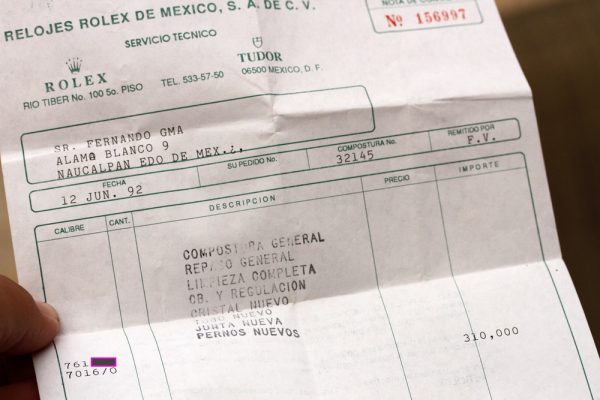 RELOJES ROLEX DE MEXICO, S. A. DE C. V.
SERVICIO TECNICO
Nº 156997
ROLEX
TUDOR
RIO TIBER No. 100 5o. PISO TEL. 533-57-50 06500 MEXICO, D. F.
SR. FERNANDO GMA
ALAMO BLANCO 9
NAUCALPAN EDO DE MEX.¿,
FECHA
12 JUN. 92
SU PEDIDO No.
COMPOSTURA No.
32145
REMITIDO POR
F.V.
CALIBRE CANT. DESCRIPCION PRECIO IMPORTE
COMPOSTURA GENERAL
REPASO GENERAL
LIMPIEZA COMPLETA
CB. Y REGULACION
CRISTAL NUEVO
TUBO NUEVO
JUNTA NUEVA
PERNOS NUEVOS
310,000
761
7016/0